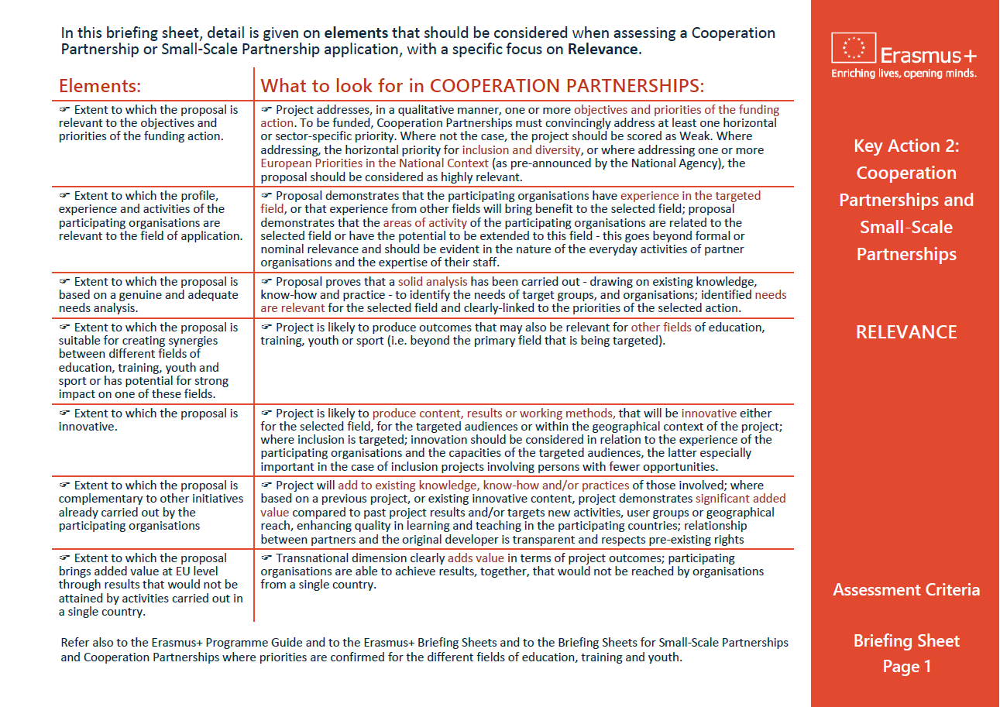 In this briefing sheet, detail is given on elements that should be considered when assessing a Cooperation
Partnership or Small-Scale Partnership application, with a specific focus on Relevance.
Elements:
What to look for in COOPERATION PARTNERSHIPS:
☞ Extent to which the proposal is
relevant to the objectives and
priorities of the funding action.
☞ Project addresses, in a qualitative manner, one or more objectives and priorities of the funding
action. To be funded, Cooperation Partnerships must convincingly address at least one horizontal
or sector-specific priority. Where not the case, the project should be scored as Weak. Where
addressing, the horizontal priority for inclusion and diversity, or where addressing one or more
European Priorities in the National Context (as pre-announced by the National Agency), the
proposal should be considered as highly relevant.
☞ Extent to which the profile,
experience and activities of the
participating organisations are
relevant to the field of application.
☞ Proposal demonstrates that the participating organisations have experience in the targeted
field, or that experience from other fields will bring benefit to the selected field; proposal
demonstrates that the areas of activity of the participating organisations are related to the
selected field or have the potential to be extended to this field - this goes beyond formal or
nominal relevance and should be evident in the nature of the everyday activities of partner
organisations and the expertise of their staff.
☞ Extent to which the proposal is
based on a genuine and adequate
needs analysis.
☞ Proposal proves that a solid analysis has been carried out - drawing on existing knowledge,
know-how and practice - to identify the needs of target groups, and organisations; identified needs
are relevant for the selected field and clearly-linked to the priorities of the selected action.
☞ Extent to which the proposal is
suitable for creating synergies
between different fields of
education, training, youth and
sport or has potential for strong
impact on one of these fields.
☞ Project is likely to produce outcomes that may also be relevant for other fields of education,
training, youth or sport (i.e. beyond the primary field that is being targeted).
☞ Extent to which the proposal is
innovative.
☞ Project is likely to produce content, results or working methods, that will be innovative either
for the selected field, for the targeted audiences or within the geographical context of the project;
where inclusion is targeted; innovation should be considered in relation to the experience of the
participating organisations and the capacities of the targeted audiences, the latter especially
important in the case of inclusion projects involving persons with fewer opportunities.
☞ Extent to which the proposal is
complementary to other initiatives
already carried out by the
participating organisations
☞ Project will add to existing knowledge, know-how and/or practices of those involved; where
based on a previous project, or existing innovative content, project demonstrates significant added
value compared to past project results and/or targets new activities, user groups or geographical
reach, enhancing quality in learning and teaching in the participating countries; relationship
between partners and the original developer is transparent and respects pre-existing rights
☞ Extent to which the proposal
brings added value at EU level
through results that would not be
attained by activities carried out in
a single country.
☞ Transnational dimension clearly adds value in terms of project outcomes; participating
organisations are able to achieve results, together, that would not be reached by organisations
from a single country.
Refer also to the Erasmus+ Programme Guide and to the Erasmus+ Briefing Sheets and to the Briefing Sheets for Small-Scale Partnerships
and Cooperation Partnerships where priorities are confirmed for the different fields of education, training and youth.
Erasmus+
Enriching lives, opening minds.
Key Action 2:
Cooperation
Partnerships and
Small-Scale
Partnerships
RELEVANCE
Assessment Criteria
Briefing Sheet
Page 1